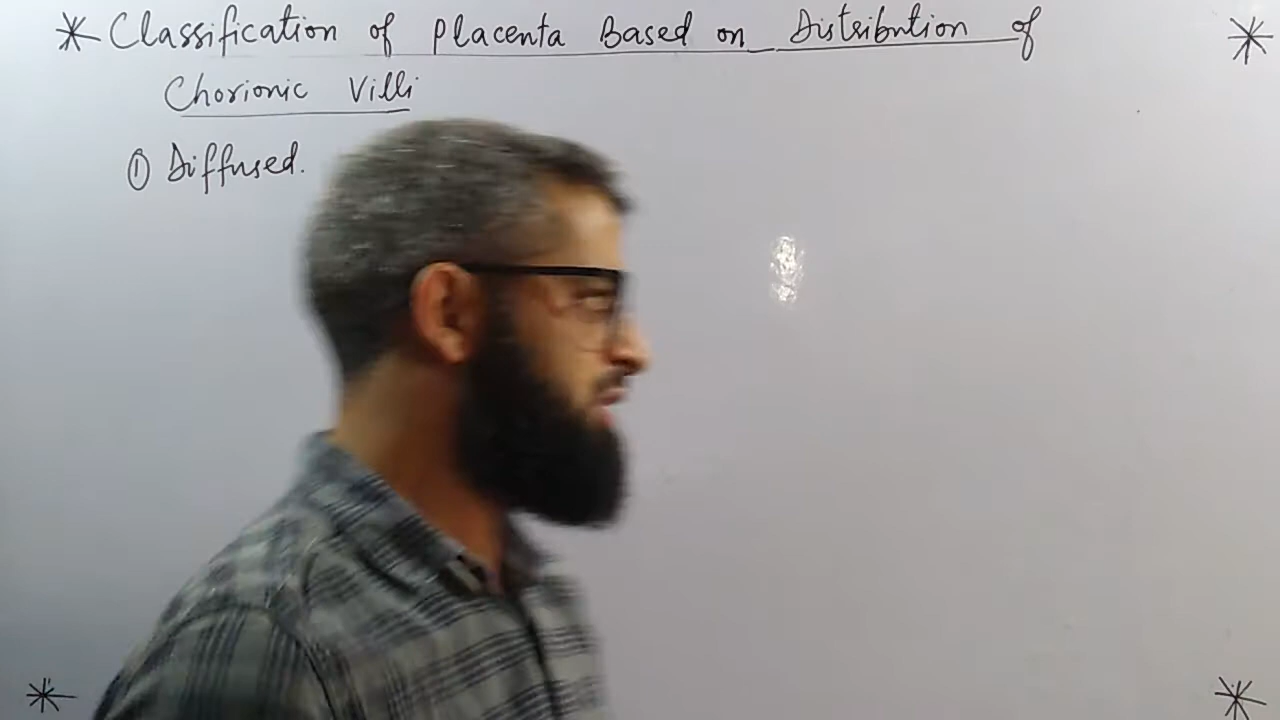 * Classification of Placenta Based on Distribution of *
Chorionic Villi
① Diffused.
* *